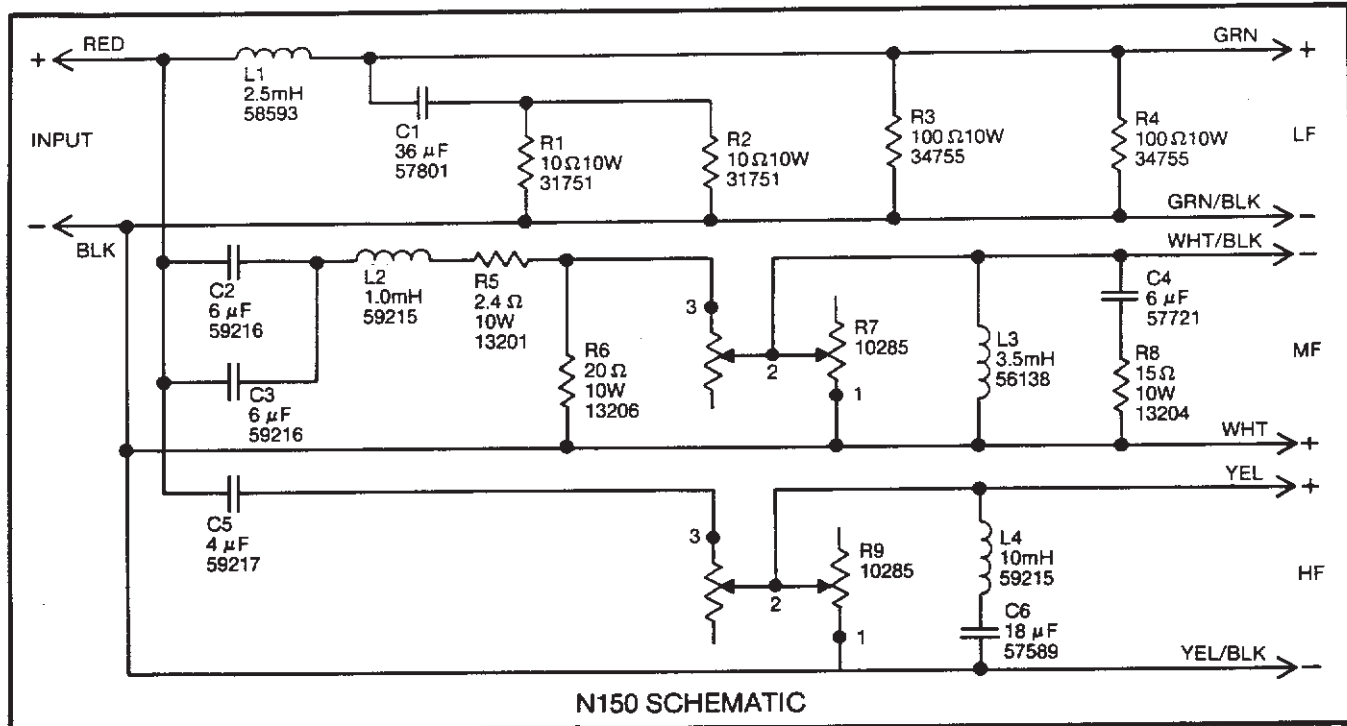 RED
GRN
+
+
L1
2.5mH
58593
C1
36 μF
57801
R1
10Ω10W
31751
R2
10Ω10W
31751
R3
100Ω10W
34755
R4
100Ω10W
34755
INPUT
LF
GRN/BLK
-
-
BLK
WHT/BLK
-
C2
6 μF
59216
L2
1.0mH
59215
R5
2.4 Ω
10W
13201
3
R7
10285
2
1
C4
6 μF
57721
L3
3.5mH
56138
R8
15Ω
10W
13204
MF
R6
20Ω
10W
13206
C3
6 μF
59216
WHT
+
YEL
+
C5
4 μF
59217
3
R9
10285
2
1
L4
10mH
59215
HF
C6
18 μF
57589
YEL/BLK
-
N150 SCHEMATIC